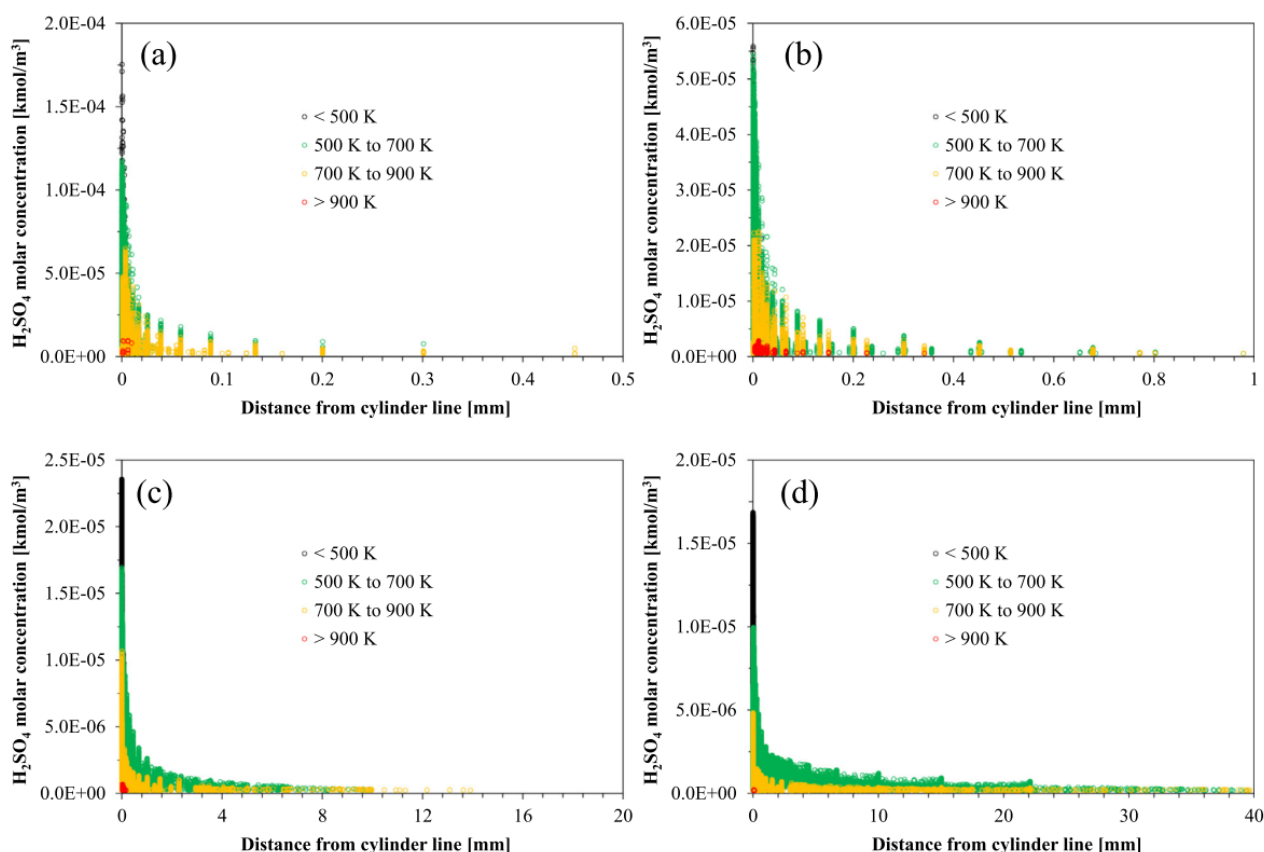 (a)
H₂SO₄ molar concentration [kmol/m³]
2.0E-04
1.5E-04
1.0E-04
5.0E-05
0.0E+00
< 500 K
500 K to 700 K
700 K to 900 K
> 900 K
0 0.1 0.2 0.3 0.4 0.5
Distance from cylinder line [mm]
(b)
H₂SO₄ molar concentration [kmol/m³]
6.0E-05
5.0E-05
4.0E-05
3.0E-05
2.0E-05
1.0E-05
0.0E+00
< 500 K
500 K to 700 K
700 K to 900 K
> 900 K
0 0.2 0.4 0.6 0.8 1
Distance from cylinder line [mm]
(c)
H₂SO₄ molar concentration [kmol/m³]
2.5E-05
2.0E-05
1.5E-05
1.0E-05
5.0E-06
0.0E+00
< 500 K
500 K to 700 K
700 K to 900 K
> 900 K
0 4 8 12 16 20
Distance from cylinder line [mm]
(d)
H₂SO₄ molar concentration [kmol/m³]
2.0E-05
1.5E-05
1.0E-05
5.0E-06
0.0E+00
< 500 K
500 K to 700 K
700 K to 900 K
> 900 K
0 10 20 30 40
Distance from cylinder line [mm]